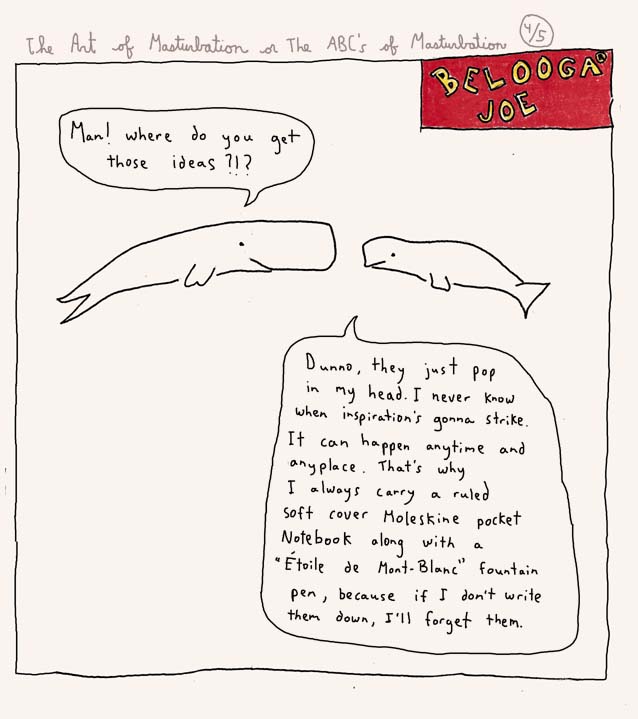 The Art of Masturbation or The ABC's of Masturbation 4/5
BELOOGA
JOE
Man! where do you get
those ideas ?!?
Dunno, they just pop
in my head. I never know
when inspiration's gonna strike.
It can happen anytime and
anyplace. That's why
I always carry a ruled
soft cover Moleskine pocket
Notebook along with a
"Étoile de Mont-Blanc" fountain
pen, because if I don't write
them down, I'll forget them.